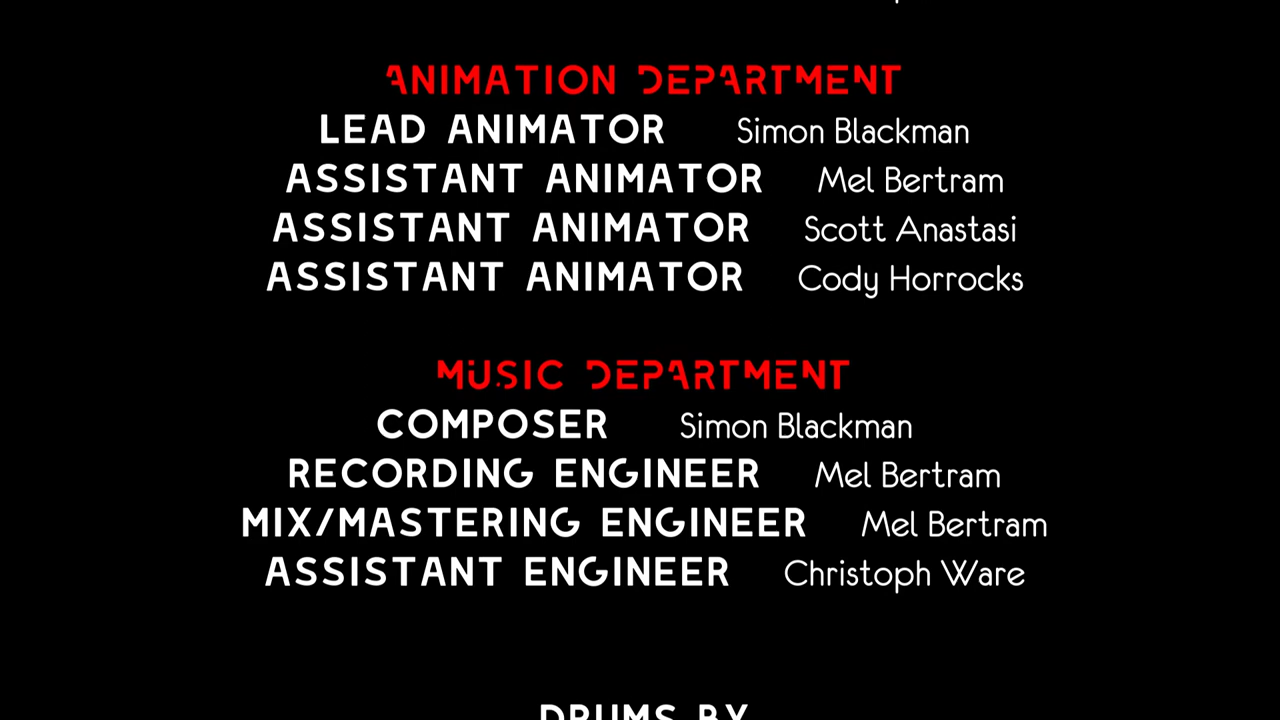 ANIMATION DEPARTMENT
LEAD ANIMATOR Simon Blackman
ASSISTANT ANIMATOR Mel Bertram
ASSISTANT ANIMATOR Scott Anastasi
ASSISTANT ANIMATOR Cody Horrocks
MUSIC DEPARTMENT
COMPOSER Simon Blackman
RECORDING ENGINEER Mel Bertram
MIX/MASTERING ENGINEER Mel Bertram
ASSISTANT ENGINEER Christoph Ware
DRUMS BY